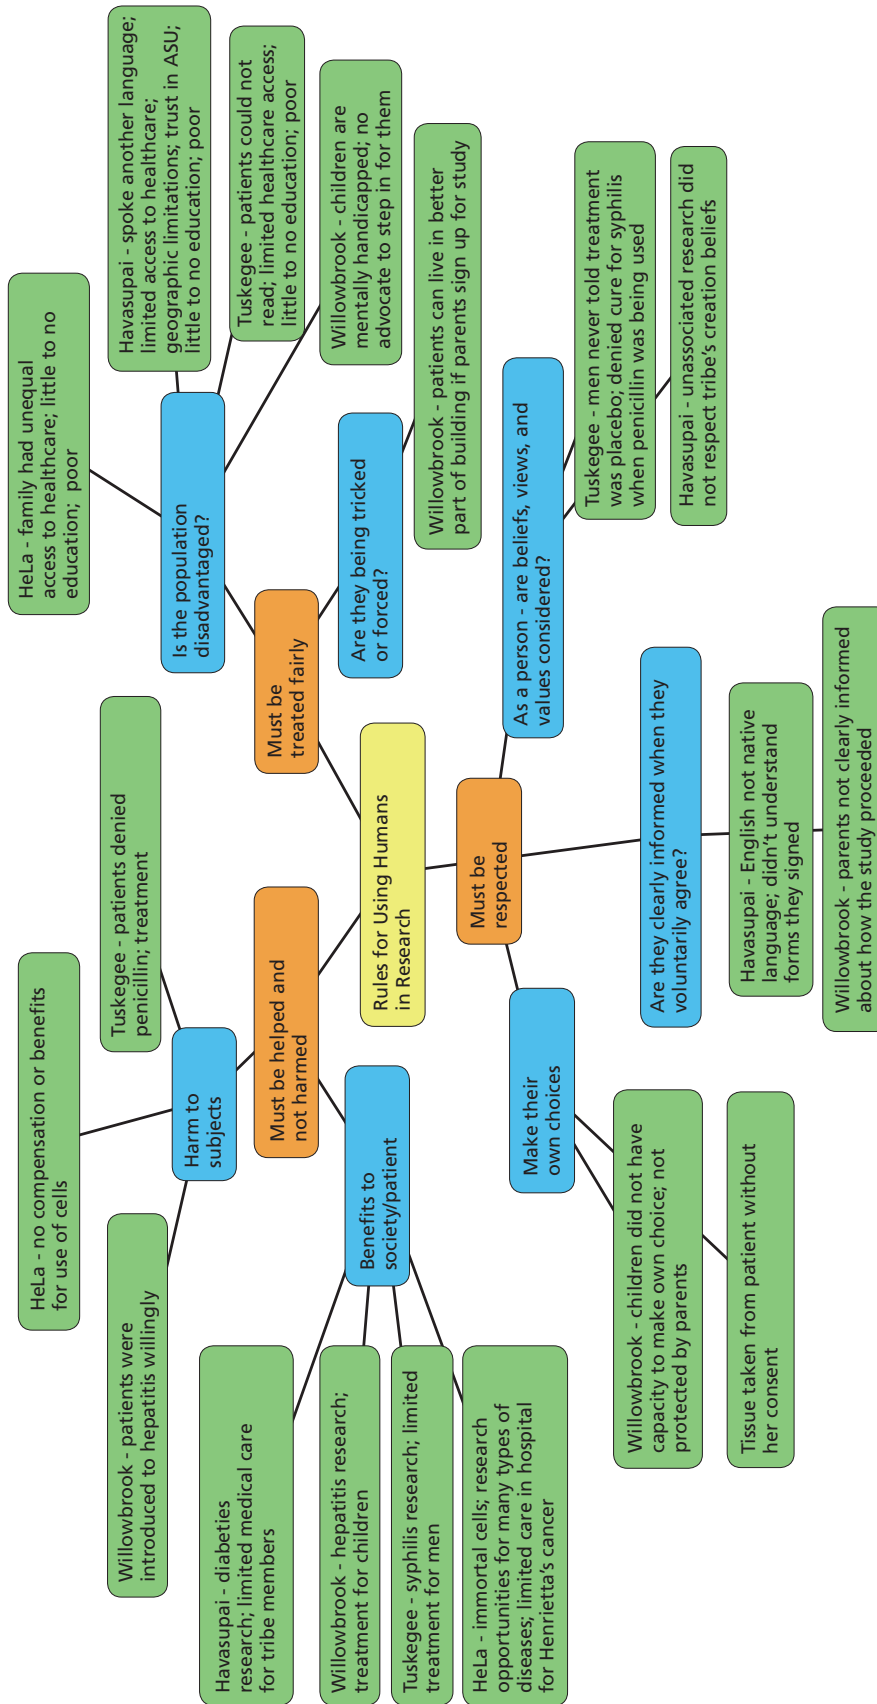 Rules for Using Humans
in Research
Must be helped and
not harmed
Harm to
subjects
Willowbrook - patients were
introduced to hepatitis willingly
HeLa - no compensation or benefits
for use of cells
Tuskegee - patients denied
penicillin; treatment
Benefits to
society/patient
Havasupai - diabeties
research; limited medical care
for tribe members
Willowbrook - hepatitis research;
treatment for children
Tuskegee - syphilis research; limited
treatment for men
HeLa - immortal cells; research
opportunities for many types of
diseases; limited care in hospital
for Henrietta’s cancer
Must be
treated fairly
Is the population
disadvantaged?
HeLa - family had unequal
access to healthcare; little to no
education;  poor
Havasupai - spoke another language;
limited access to healthcare;
geographic limitations; trust in ASU;
little to no education; poor
Tuskegee - patients could not
read; limited healthcare access;
little to no education; poor
Willowbrook - children are
mentally handicapped; no
advocate to step in for them
Are they being tricked
or forced?
Willowbrook - patients can live in better
part of building if parents sign up for study
Must be
respected
Make their
own choices
Willowbrook - children did not have
capacity to make own choice; not
protected by parents
Tissue taken from patient without
her consent
Are they clearly informed when they
voluntarily agree?
Havasupai - English not native
language; didn’t understand
forms they signed
Willowbrook - parents not clearly informed
about how the study proceeded
As a person - are beliefs, views, and
values considered?
Tuskegee - men never told treatment
was placebo; denied cure for syphilis
when penicillin was being used
Havasupai - unassociated research did
not respect tribe’s creation beliefs